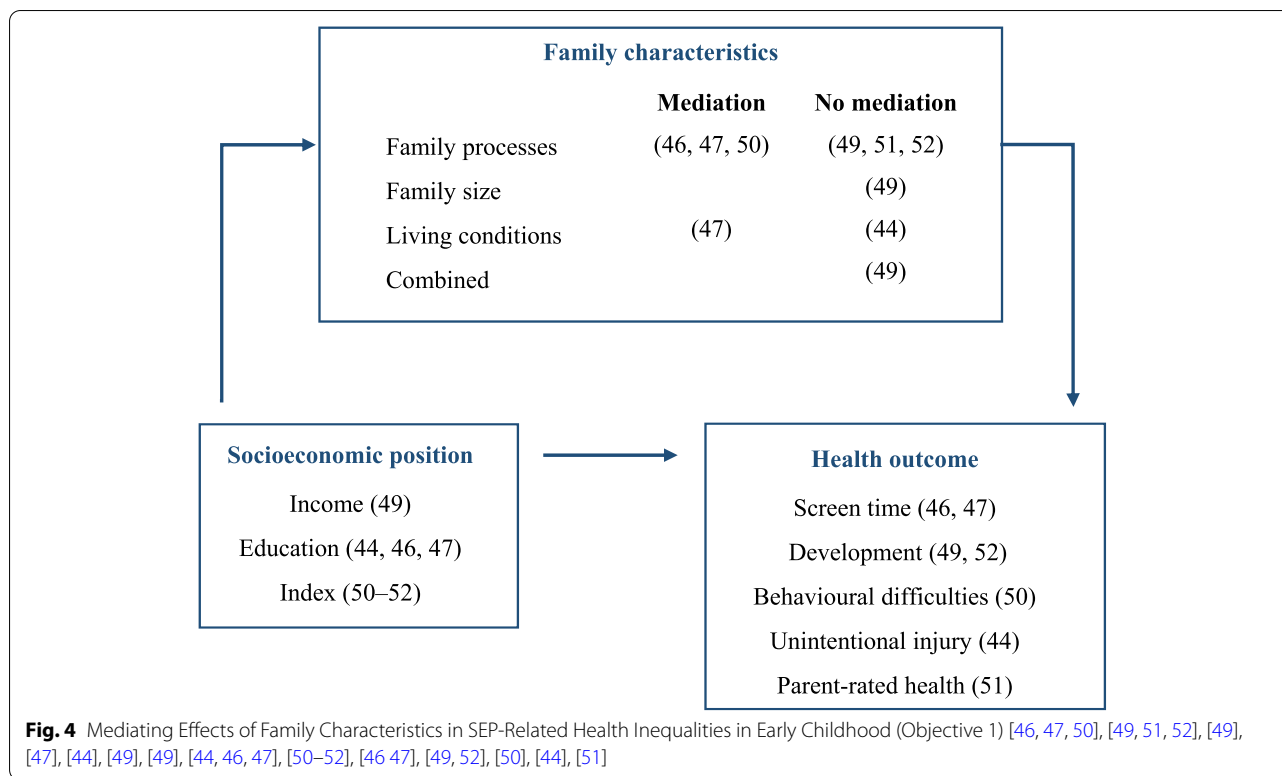 Family characteristics
Mediation No mediation
Family processes (46, 47, 50) (49, 51, 52)
Family size (49)
Living conditions (47) (44)
Combined (49)
Socioeconomic position
Income (49)
Education (44, 46, 47)
Index (50–52)
Health outcome
Screen time (46, 47)
Development (49, 52)
Behavioural difficulties (50)
Unintentional injury (44)
Parent-rated health (51)
Fig. 4 Mediating Effects of Family Characteristics in SEP-Related Health Inequalities in Early Childhood (Objective 1) [46, 47, 50], [49, 51, 52], [49],
[47], [44], [49], [49], [44, 46, 47], [50–52], [46 47], [49, 52], [50], [44], [51]